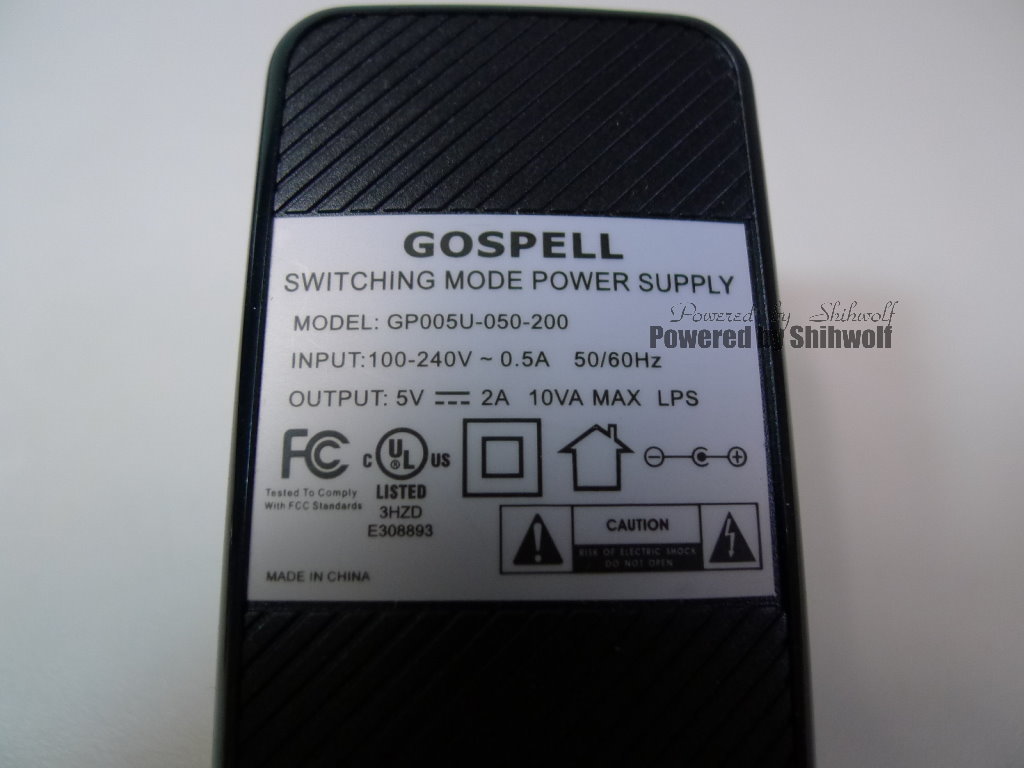 GOSPELL
SWITCHING MODE POWER SUPPLY
Powered by Shihwolf
MODEL: GP005U-050-200
Powered by Shihwolf
INPUT:100-240V ~ 0.5A 50/60Hz
OUTPUT: 5V ⎓ 2A 10VA MAX LPS
FC
Tested To Comply
With FCC Standards
C UL ® US
LISTED
3HZD
E308893
CAUTION
RISK OF ELECTRIC SHOCK
DO NOT OPEN
MADE IN CHINA